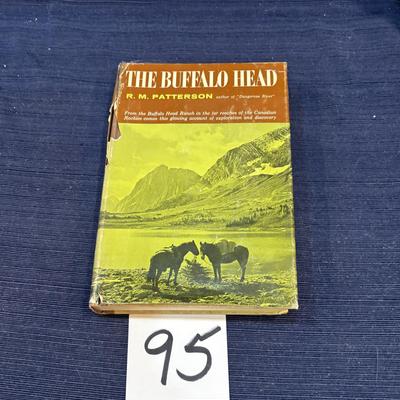 THE BUFFALO HEAD
R. M. PATTERSON author of "Dangerous River"
From the Buffalo Head Ranch in the far reaches of the Canadian
Rockies comes this glowing account of exploration and discovery
95